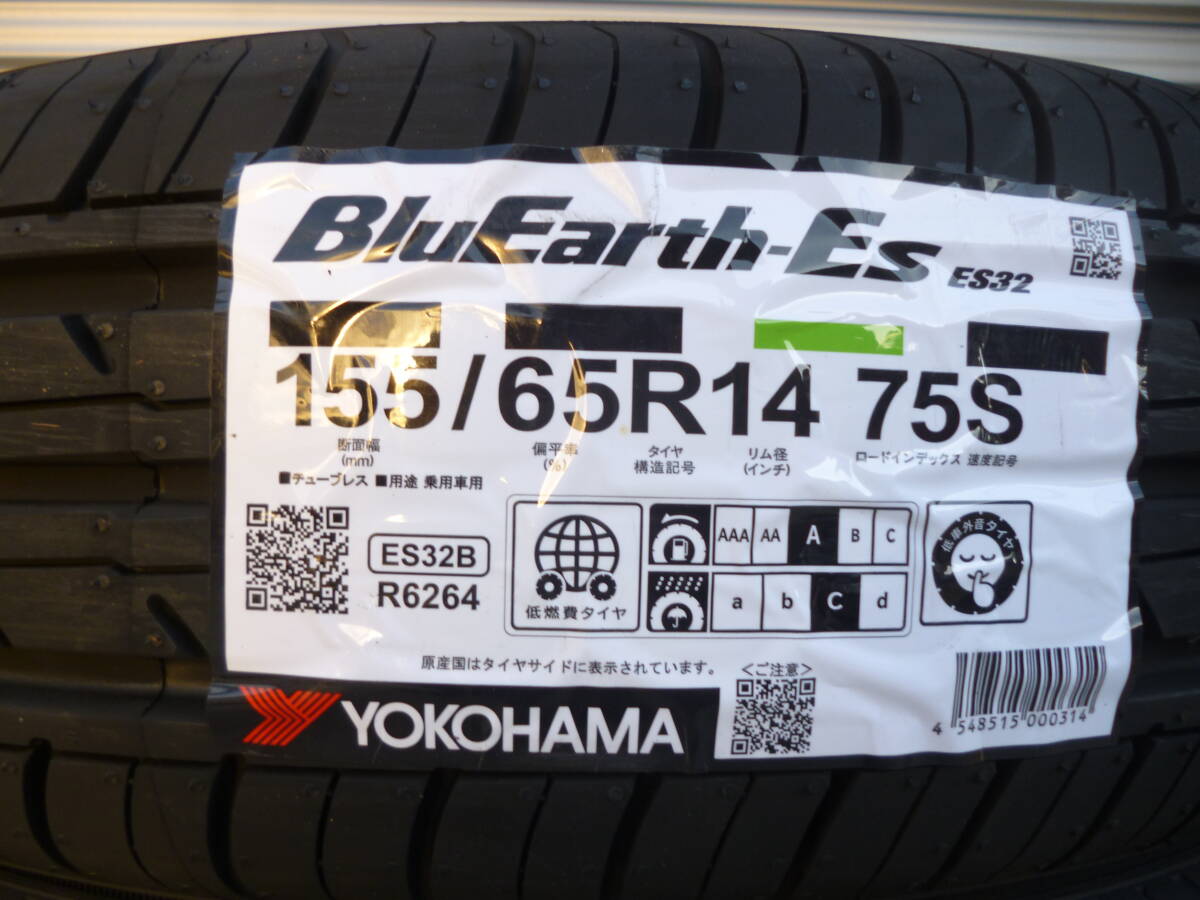 BluEarth-Es ES32
155/65R14 75S
断面幅 (mm) 偏平率 (%) タイヤ構造記号 リム径 (インチ) ロードインデックス 速度記号
■チューブレス ■用途 乗用車用
ES32B
R6264
低燃費タイヤ
AAA AA A B C
a b c d
低車外音タイヤ
原産国はタイヤサイドに表示されています。
<ご注意>
YOKOHAMA
4 548515 000314